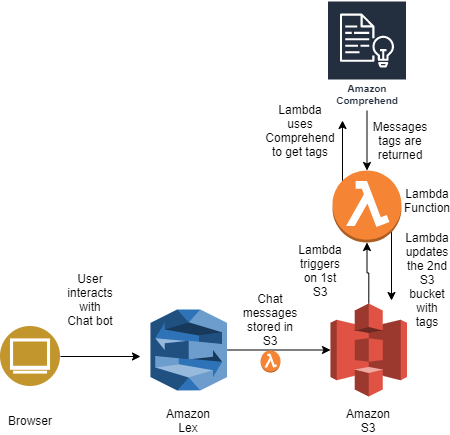 Amazon
Comprehend
Lambda
uses
Comprehend
to get tags
Messages
tags are
returned
Lambda
Function
Lambda
triggers
on 1st
S3
Lambda
updates
the 2nd
S3
bucket
with
tags
User
interacts
with
Chat bot
Chat
messages
stored in
S3
Browser
Amazon
Lex
Amazon
S3